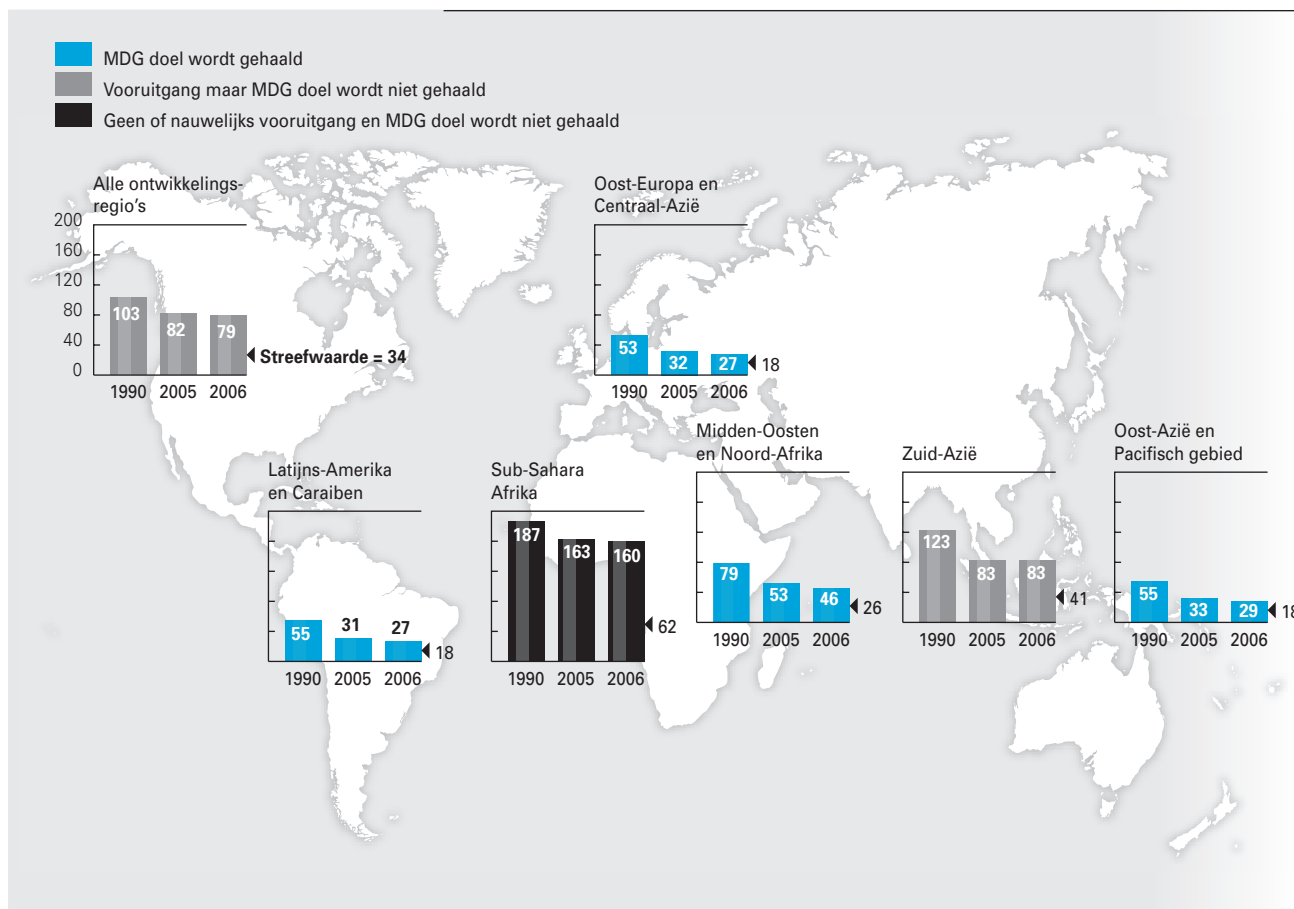 MDG doel wordt gehaald
Vooruitgang maar MDG doel wordt niet gehaald
Geen of nauwelijks vooruitgang en MDG doel wordt niet gehaald
Alle ontwikkelings-
regio's
200
160
120
80
40
0
103
82
79
Streefwaarde = 34
1990 2005 2006
Oost-Europa en
Centraal-Azië
53
32
27
18
1990 2005 2006
Latijns-Amerika
en Caraiben
55
31
27
18
1990 2005 2006
Sub-Sahara
Afrika
187
163
160
62
1990 2005 2006
Midden-Oosten
en Noord-Afrika
79
53
46
26
1990 2005 2006
Zuid-Azië
123
83
83
41
1990 2005 2006
Oost-Azië en
Pacifisch gebied
55
33
29
18
1990 2005 2006